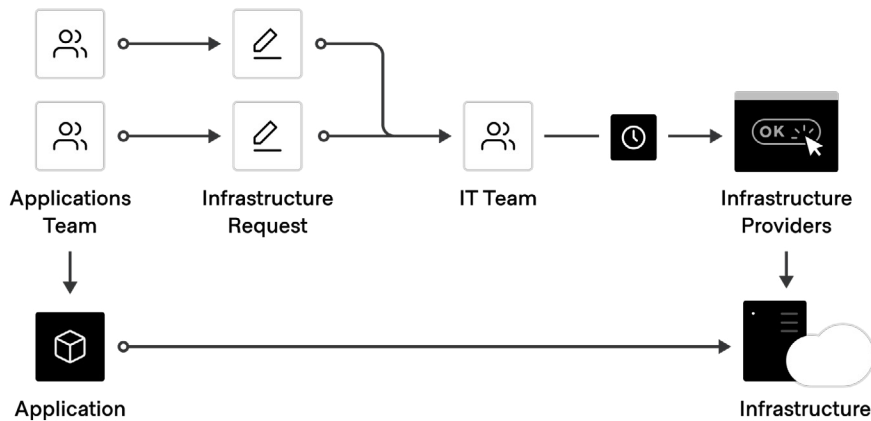 OK
Applications
Team
Infrastructure
Request
IT Team
Infrastructure
Providers
Application
Infrastructure